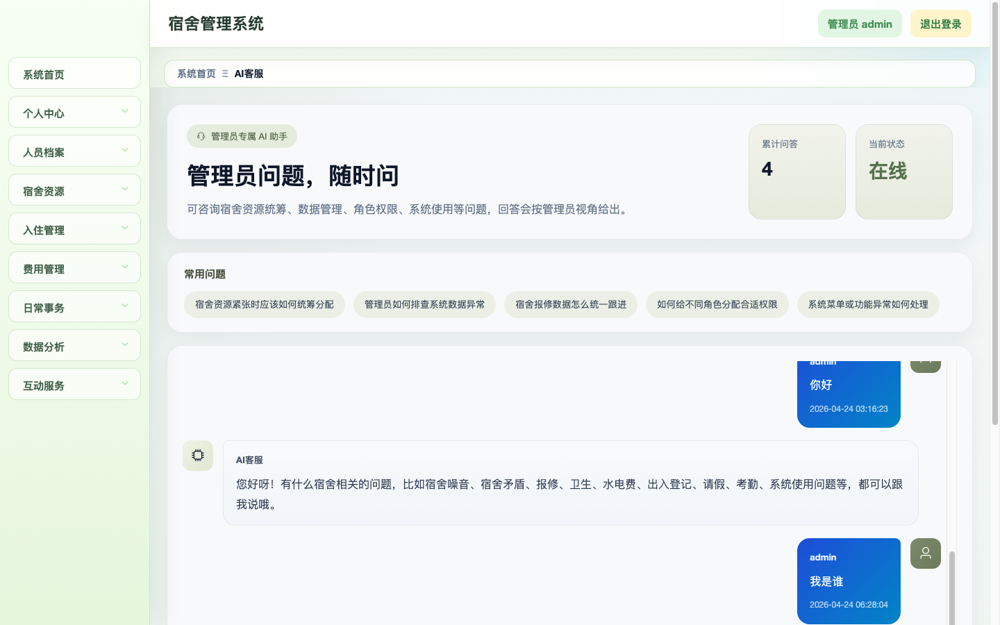 宿舍管理系统
管理员 admin
退出登录
系统首页
个人中心
人员档案
宿舍资源
入住管理
费用管理
日常事务
数据分析
互动服务
系统首页 Ξ AI客服
管理员专属 AI 助手
管理员问题，随时问
可咨询宿舍资源统筹、数据管理、角色权限、系统使用等问题，回答会按管理员视角给出。
累计问答
4
当前状态
在线
常用问题
宿舍资源紧张时应该如何统筹分配
管理员如何排查系统数据异常
宿舍报修数据怎么统一跟进
如何给不同角色分配合适权限
系统菜单或功能异常如何处理
admin
你好
2026-04-24 03:16:23
AI客服
您好呀！有什么宿舍相关的问题，比如宿舍噪音、宿舍矛盾、报修、卫生、水电费、出入登记、请假、考勤、系统使用问题等，都可以跟
我说哦。
admin
我是谁
2026-04-24 06:28:04